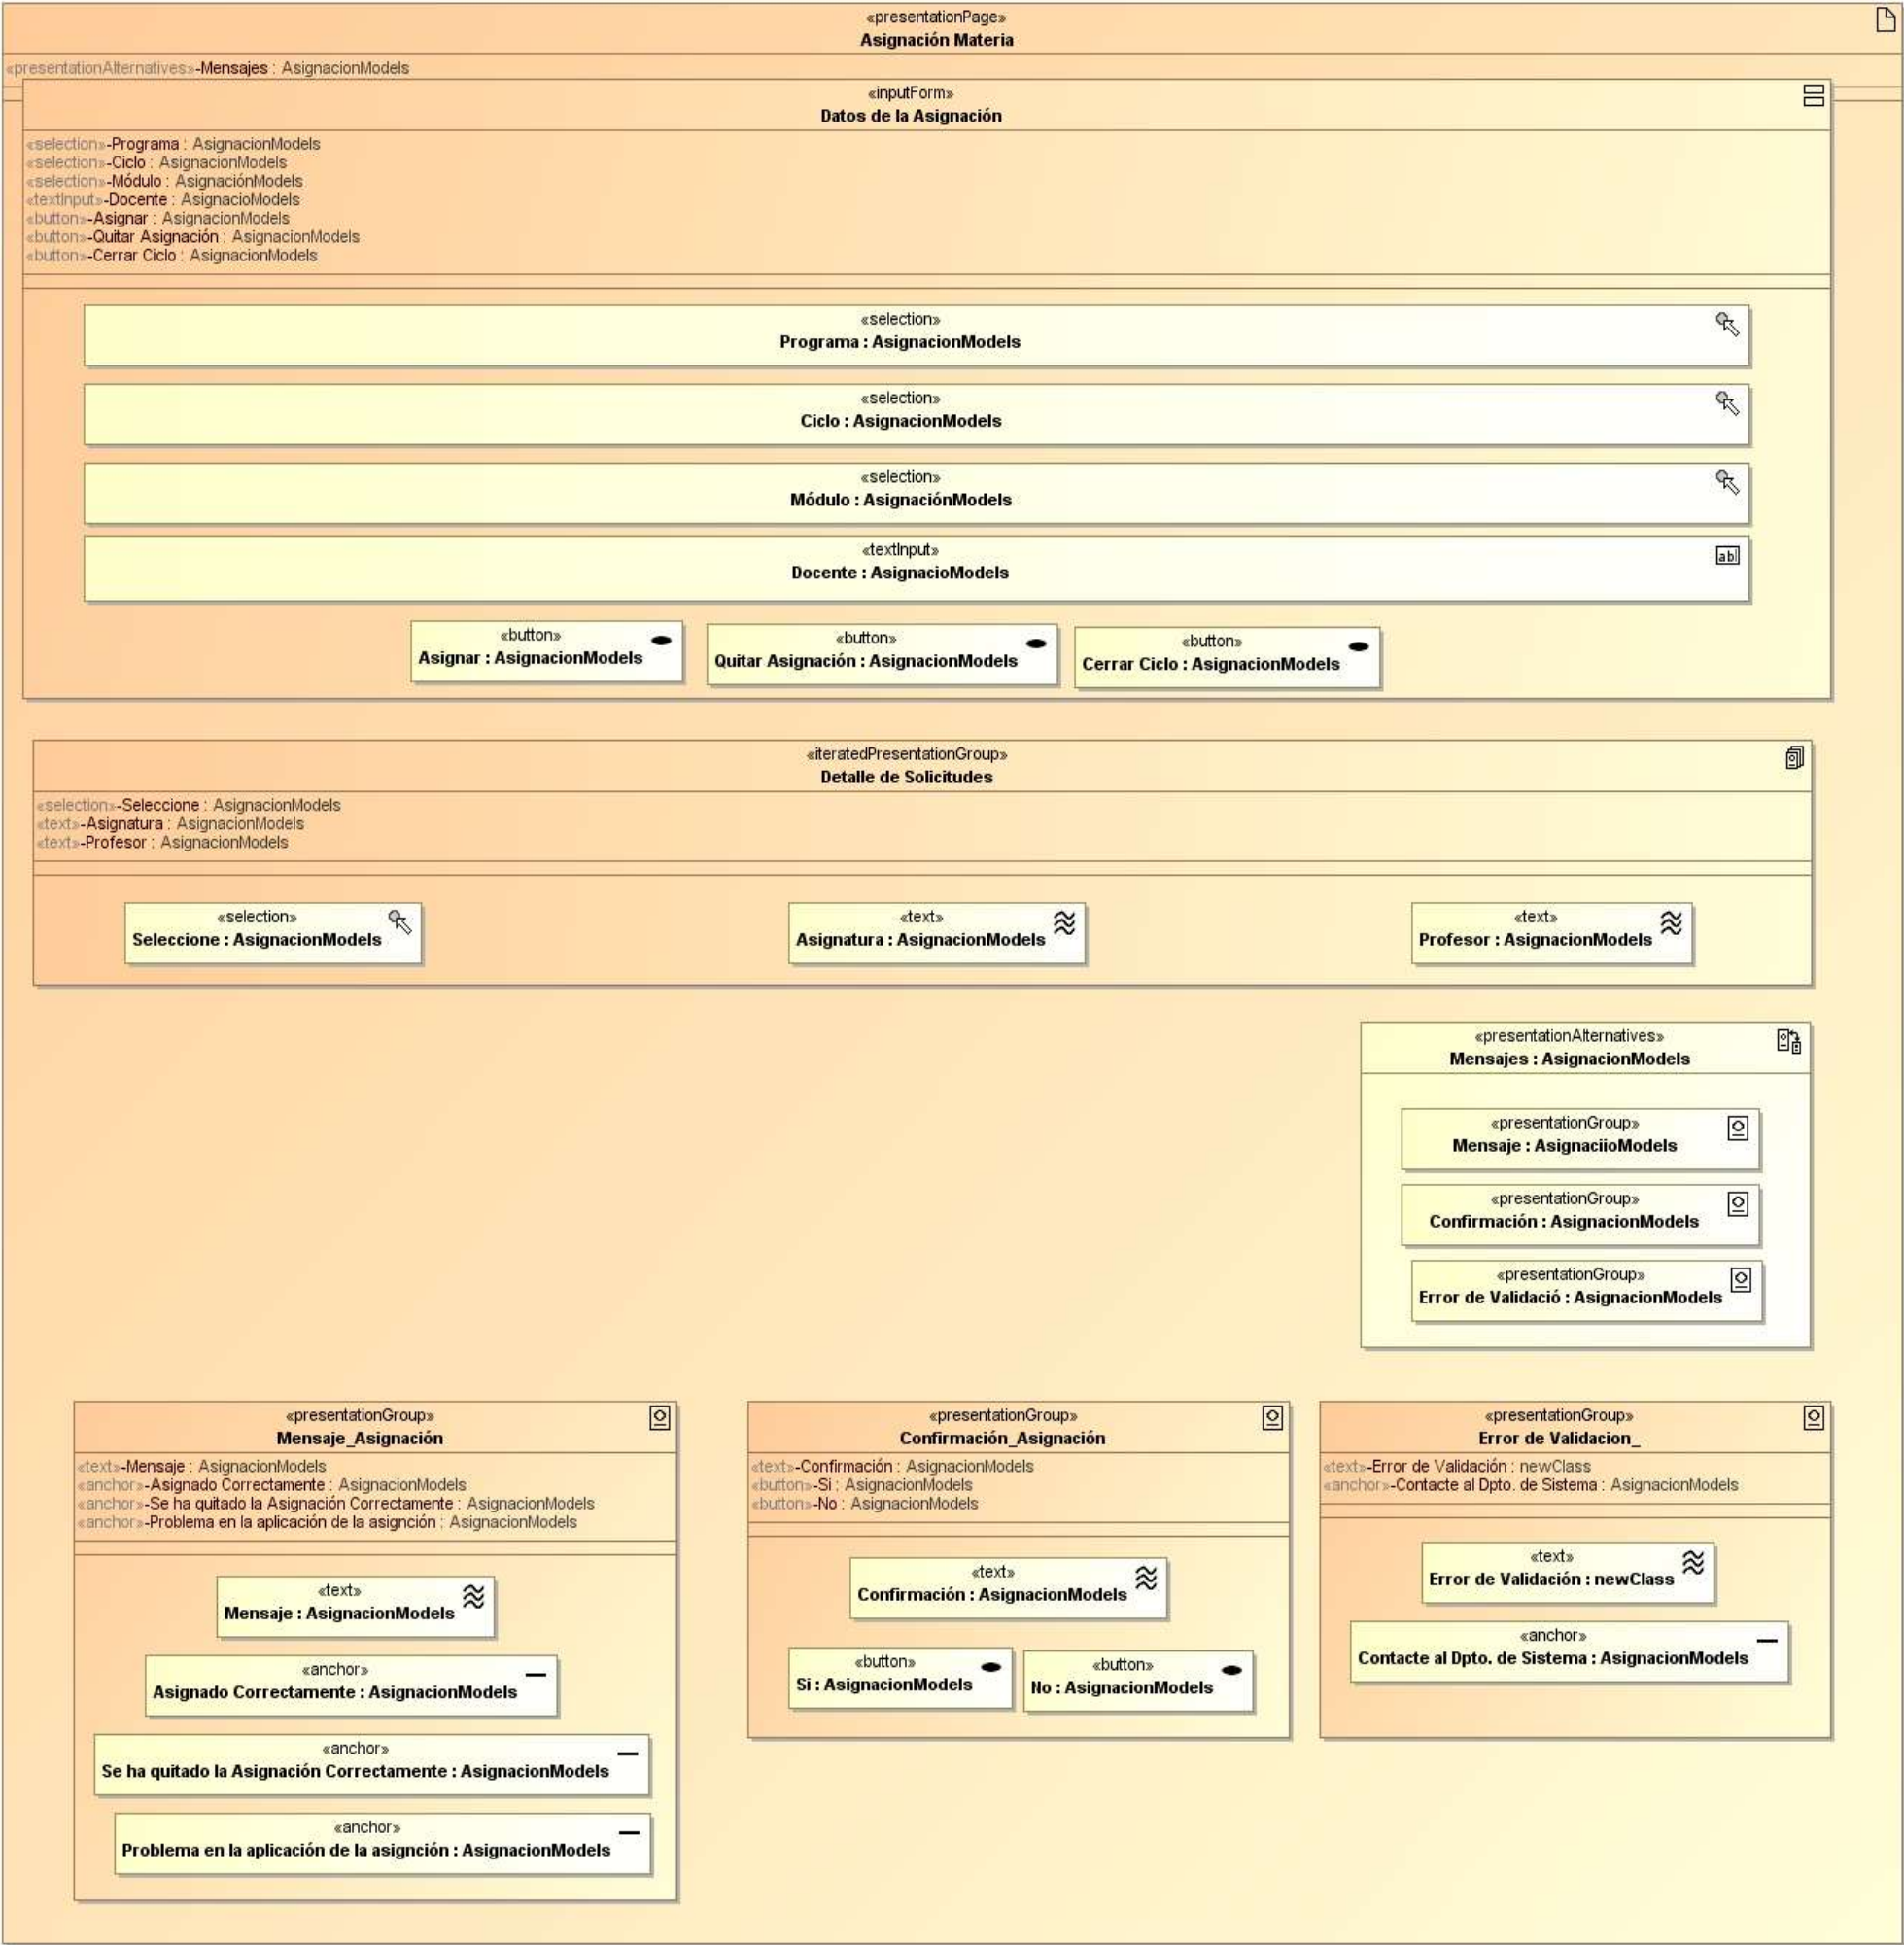 «presentationPage»
Asignación Materia
«presentationAlternatives»-Mensajes : AsignacionModels
«inputForm»
Datos de la Asignación
«selection»-Programa : AsignacionModels
«selection»-Ciclo : AsignacionModels
«selection»-Módulo : AsignaciónModels
«textInput»-Docente : AsignacioModels
«button»-Asignar : AsignacionModels
«button»-Quitar Asignación : AsignacionModels
«button»-Cerrar Ciclo : AsignacionModels
«selection»
Programa : AsignacionModels
«selection»
Ciclo : AsignacionModels
«selection»
Módulo : AsignaciónModels
«textInput»
Docente : AsignacioModels
ab
«button»
Asignar : AsignacionModels
«button»
Quitar Asignación : AsignacionModels
«button»
Cerrar Ciclo : AsignacionModels
«iteratedPresentationGroup»
Detalle de Solicitudes
«selection»-Seleccione : AsignacionModels
«text»-Asignatura : AsignacionModels
«text»-Profesor : AsignacionModels
«selection»
Seleccione : AsignacionModels
«text»
Asignatura : AsignacionModels
«text»
Profesor : AsignacionModels
«presentationAlternatives»
Mensajes : AsignacionModels
«presentationGroup»
Mensaje : AsignaciioModels
«presentationGroup»
Confirmación : AsignacionModels
«presentationGroup»
Error de Validació : AsignacionModels
«presentationGroup»
Mensaje_Asignación
«text»-Mensaje : AsignacionModels
«anchor»-Asignado Correctamente : AsignacionModels
«anchor»-Se ha quitado la Asignación Correctamente : AsignacionModels
«anchor»-Problema en la aplicación de la asignción : AsignacionModels
«text»
Mensaje : AsignacionModels
«anchor»
Asignado Correctamente : AsignacionModels
«anchor»
Se ha quitado la Asignación Correctamente : AsignacionModels
«anchor»
Problema en la aplicación de la asignción : AsignacionModels
«presentationGroup»
Confirmación_Asignación
«text»-Confirmación : AsignacionModels
«button»-Si : AsignacionModels
«button»-No : AsignacionModels
«text»
Confirmación : AsignacionModels
«button»
Si : AsignacionModels
«button»
No : AsignacionModels
«presentationGroup»
Error de Validacion_
«text»-Error de Validación : newClass
«anchor»-Contacte al Dpto. de Sistema : AsignacionModels
«text»
Error de Validación : newClass
«anchor»
Contacte al Dpto. de Sistema : AsignacionModels